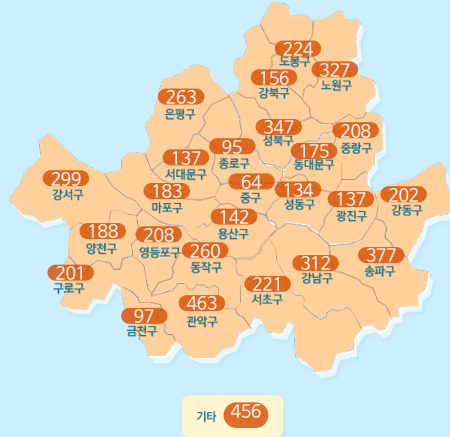 224
도봉구
327
노원구
156
강북구
263
은평구
347
성북구
208
중랑구
95
종로구
175
동대문구
137
서대문구
299
강서구
183
마포구
64
중구
134
성동구
137
광진구
202
강동구
142
용산구
188
양천구
208
영등포구
260
동작구
377
송파구
312
강남구
201
구로구
221
서초구
463
관악구
97
금천구
기타 456